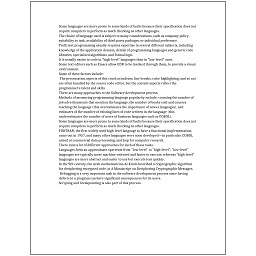 Some languages are more prone to some kinds of faults because their specification does not
require compilers to perform as much checking as other languages.
The choice of language used is subject to many considerations, such as company policy,
suitability to task, availability of third-party packages, or individual preference.
Proficient programming usually requires expertise in several different subjects, including
knowledge of the application domain, details of programming languages and generic code
libraries, specialized algorithms, and formal logic.
It is usually easier to code in "high-level" languages than in "low-level" ones.
Some text editors such as Emacs allow GDB to be invoked through them, to provide a visual
environment.
Some of these factors include:
The presentation aspects of this (such as indents, line breaks, color highlighting, and so on)
are often handled by the source code editor, but the content aspects reflect the
programmer's talent and skills.
There are many approaches to the Software development process.
Methods of measuring programming language popularity include: counting the number of
job advertisements that mention the language, the number of books sold and courses
teaching the language (this overestimates the importance of newer languages), and
estimates of the number of existing lines of code written in the language (this
underestimates the number of users of business languages such as COBOL).
Some languages are more prone to some kinds of faults because their specification does not
require compilers to perform as much checking as other languages.
FORTRAN, the first widely used high-level language to have a functional implementation,
came out in 1957, and many other languages were soon developed—in particular, COBOL
aimed at commercial data processing, and Lisp for computer research.
There exist a lot of different approaches for each of those tasks.
Languages form an approximate spectrum from "low-level" to "high-level"; "low-level"
languages are typically more machine-oriented and faster to execute, whereas "high-level"
languages are more abstract and easier to use but execute less quickly.
In the 9th century, the Arab mathematician Al-Kindi described a cryptographic algorithm
for deciphering encrypted code, in A Manuscript on Deciphering Cryptographic Messages.
Debugging is a very important task in the software development process since having
defects in a program can have significant consequences for its users.
Scripting and breakpointing is also part of this process.